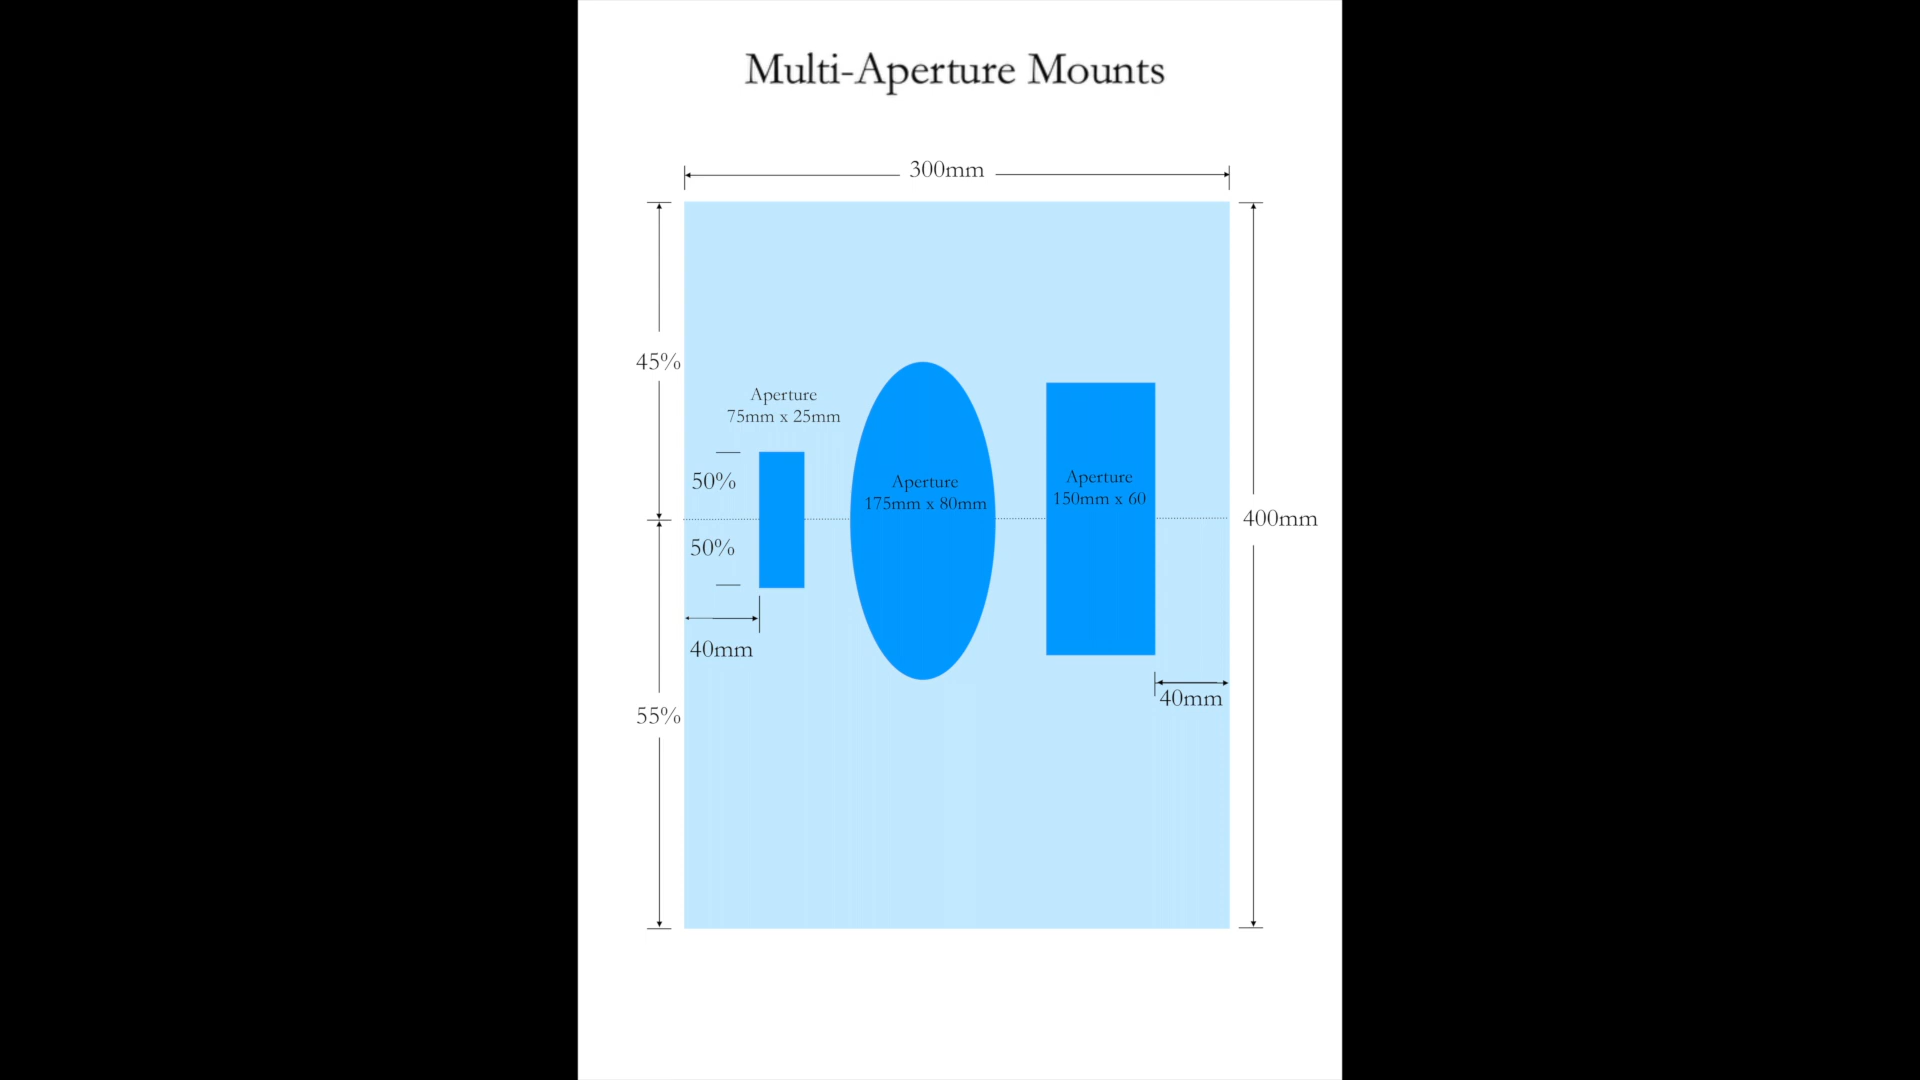 Multi-Aperture Mounts
300mm
45%
Aperture
75mm x 25mm
50%
Aperture
175mm x 80mm
Aperture
150mm x 60
400mm
50%
40mm
40mm
55%